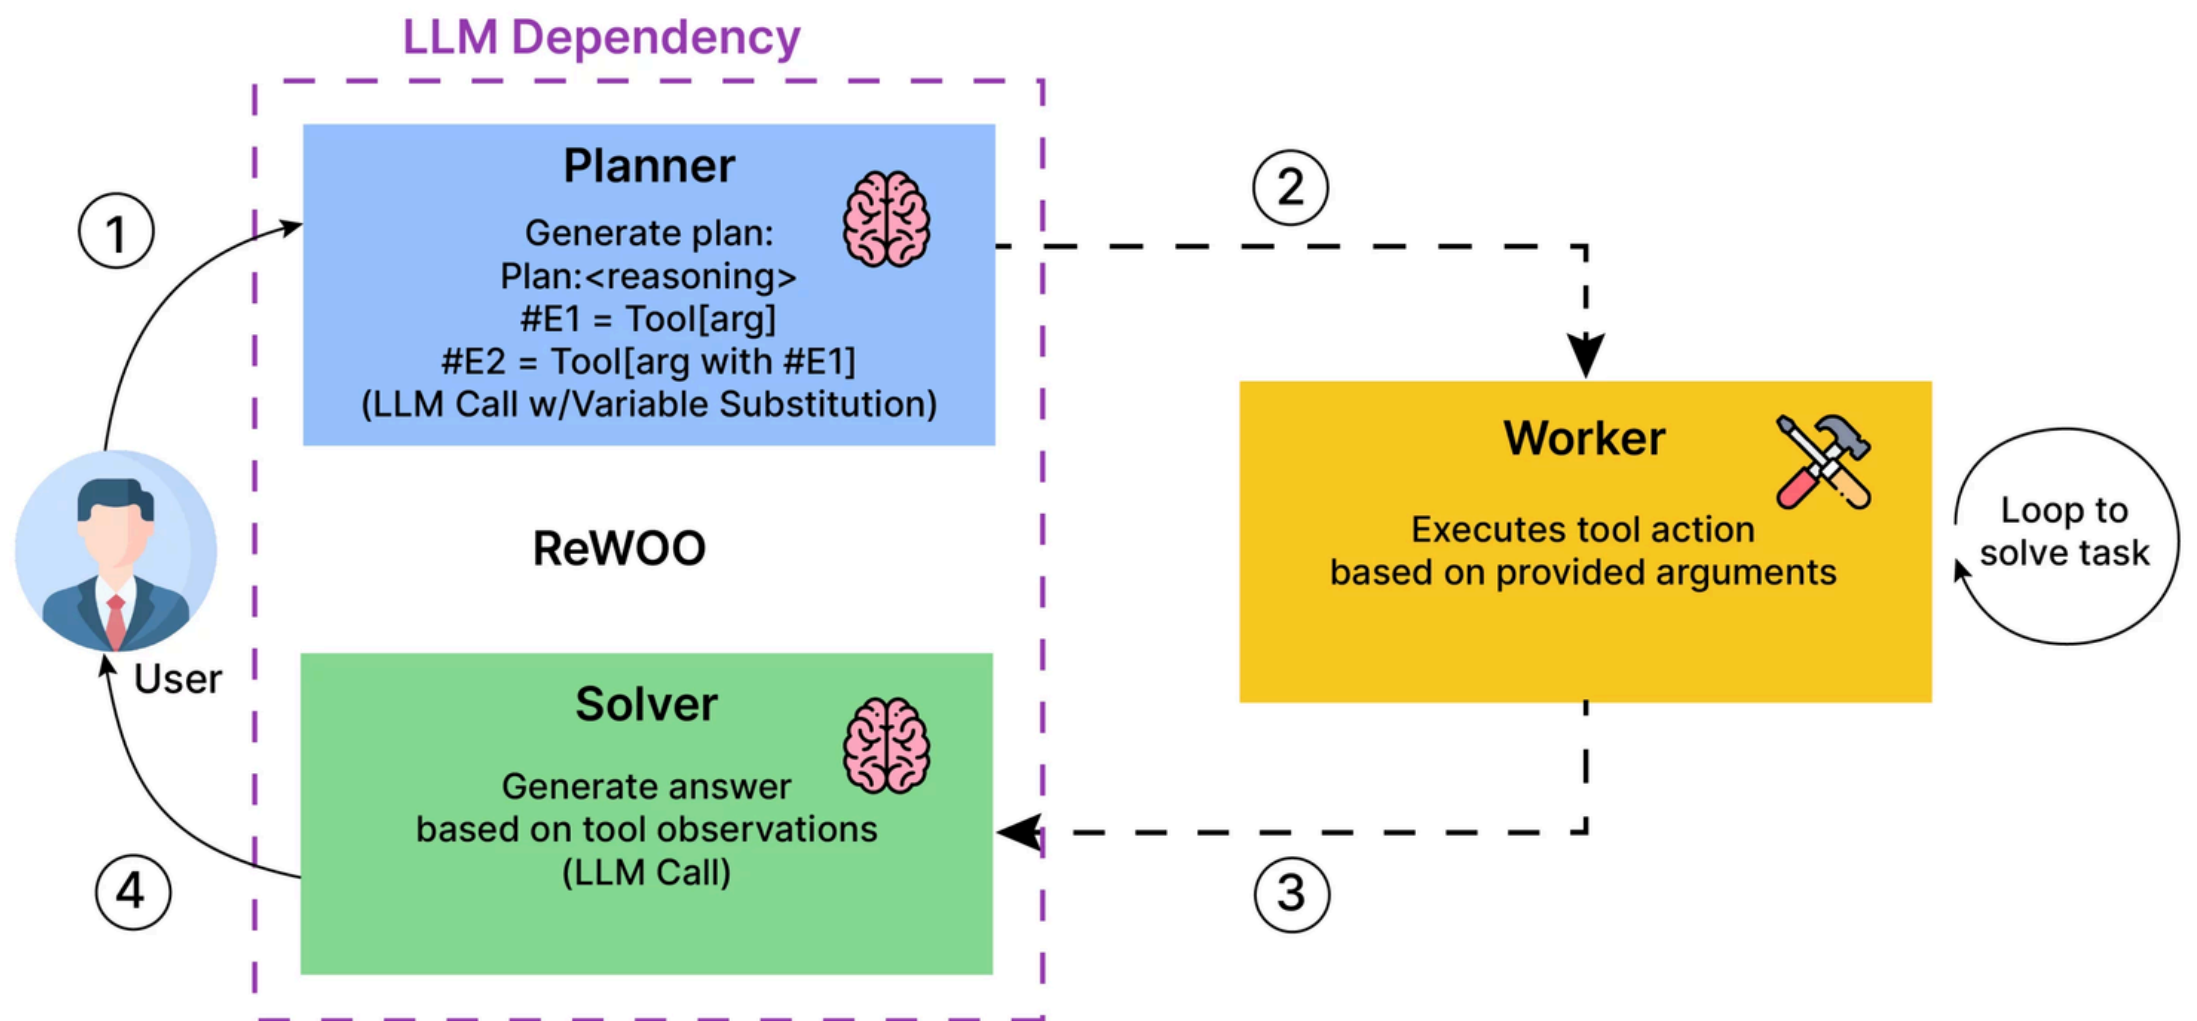 LLM Dependency
1
Planner
Generate plan:
Plan:<reasoning>
#E1 = Tool[arg]
#E2 = Tool[arg with #E1]
(LLM Call w/Variable Substitution)
2
Worker
Executes tool action
based on provided arguments
Loop to
solve task
ReWOO
User
Solver
Generate answer
based on tool observations
(LLM Call)
3
4